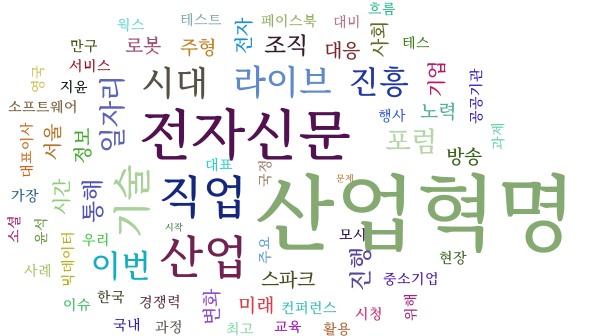 흐름
웍스
테스트
페이스북
대비
만구
로봇
주형
전자
조직
대응
사회
테스
영국
서비스
지윤
시대
라이브
진흥
기업
공공기관
소프트웨어
일자리
전자신문
행사
노력
대표이사
서울
정보
포럼
과제
방송
가장
시간
통해
기술
직업
대표
국정
문제
산업혁명
소셜
윤석
우리
시작
산업
주요
모시
사례
빅데이터
이번
스파크
진행
현장
중소기업
이슈
한국
경쟁력
변화
미래
컨퍼런스
시청
위해
국내
과정
최고
교육
활용